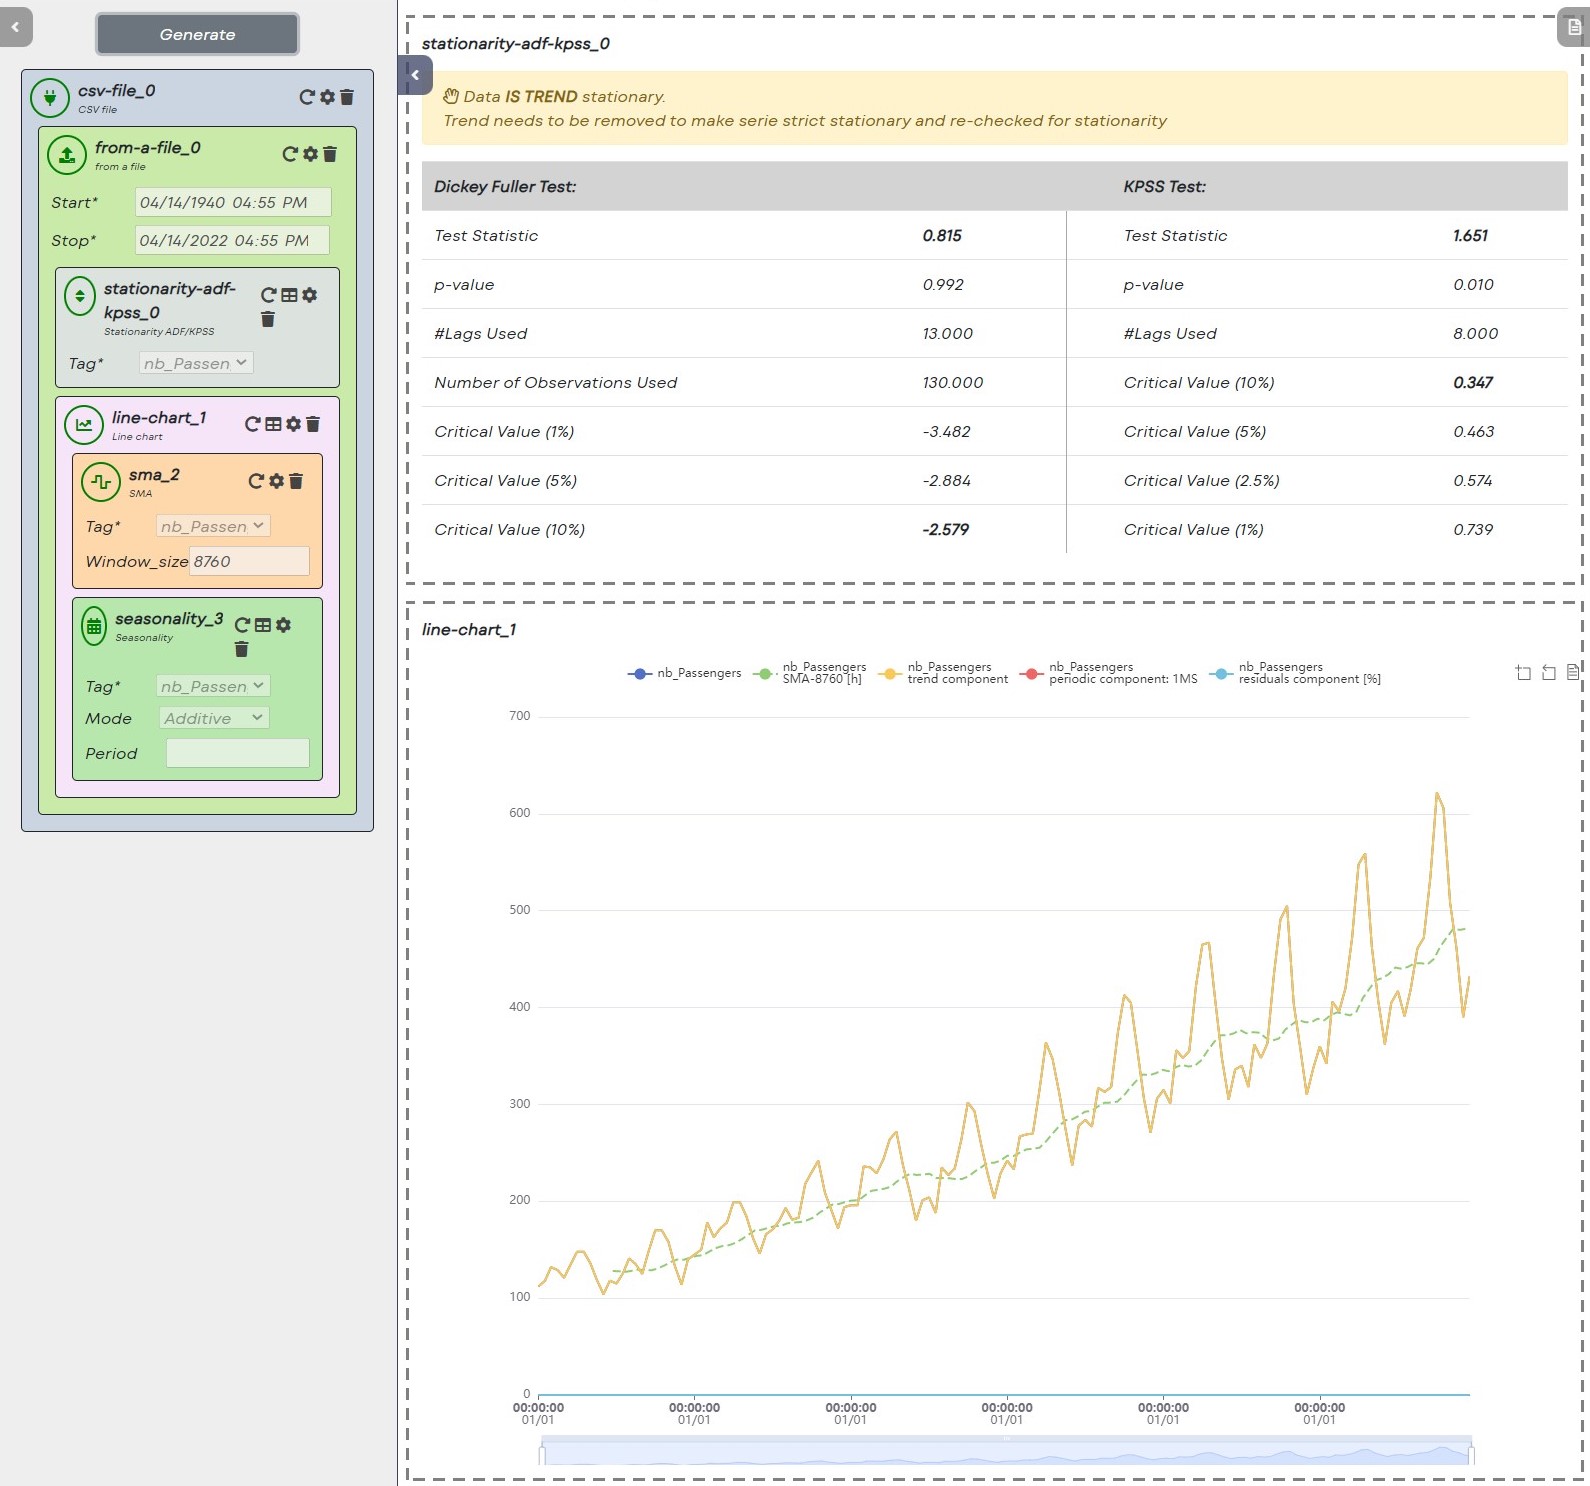 Generate
csv-file_0
CSV file
from-a-file_0
from a file
Start* 04/14/1940 04:55 PM
Stop* 04/14/2022 04:55 PM
stationarity-adf-
kpss_0
Stationarity ADF/KPSS
Tag* nb_Passen
line-chart_1
Line chart
sma_2
SMA
Tag* nb_Passen
Window_size 8760
seasonality_3
Seasonality
Tag* nb_Passen
Mode Additive
Period
stationarity-adf-kpss_0
Data IS TREND stationary.
Trend needs to be removed to make serie strict stationary and re-checked for stationarity
Dickey Fuller Test: KPSS Test:
Test Statistic 0.815 Test Statistic 1.651
p-value 0.992 p-value 0.010
#Lags Used 13.000 #Lags Used 8.000
Number of Observations Used 130.000 Critical Value (10%) 0.347
Critical Value (1%) -3.482 Critical Value (5%) 0.463
Critical Value (5%) -2.884 Critical Value (2.5%) 0.574
Critical Value (10%) -2.579 Critical Value (1%) 0.739
line-chart_1
nb_Passengers
nb_Passengers
SMA-8760 [h]
nb_Passengers
trend component
nb_Passengers
periodic component: 1MS
nb_Passengers
residuals component [%]
700
600
500
400
300
200
100
0
00:00:00 00:00:00 00:00:00 00:00:00 00:00:00 00:00:00
01/01 01/01 01/01 01/01 01/01 01/01